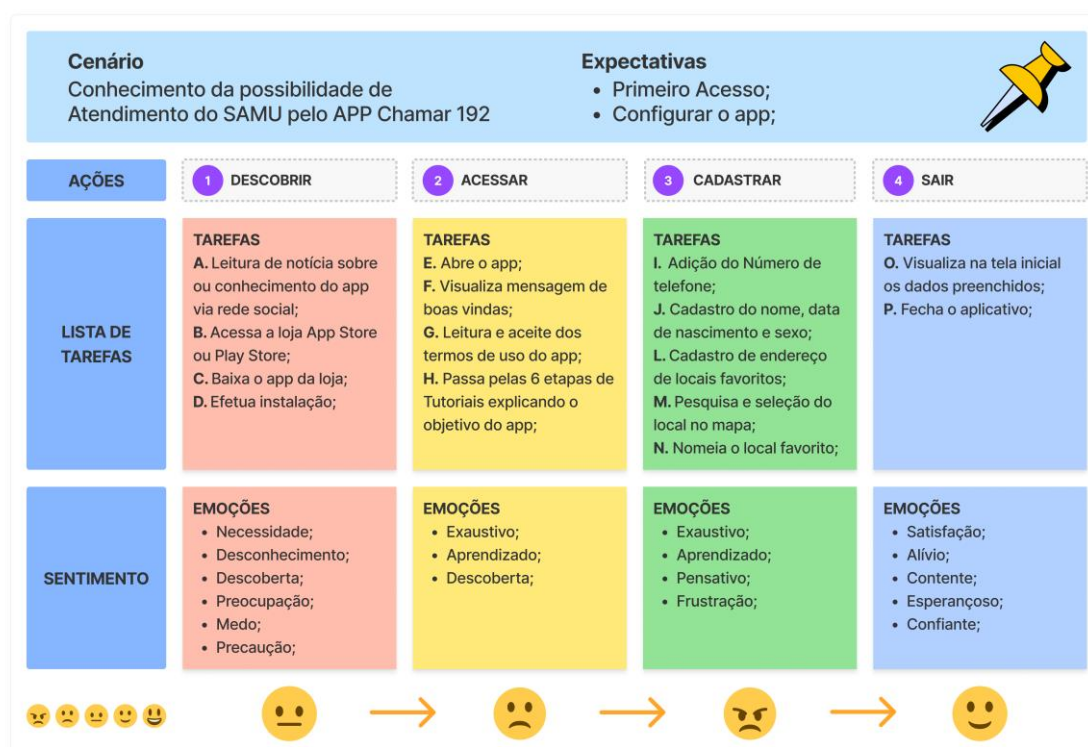 Cenário
Conhecimento da possibilidade de
Atendimento do SAMU pelo APP Chamar 192
Expectativas
• Primeiro Acesso;
• Configurar o app;
AÇÕES
1 DESCOBRIR
2 ACESSAR
3 CADASTRAR
4 SAIR
LISTA DE
TAREFAS
TAREFAS
A. Leitura de notícia sobre
ou conhecimento do app
via rede social;
B. Acessa a loja App Store
ou Play Store;
C. Baixa o app da loja;
D. Efetua instalação;
TAREFAS
E. Abre o app;
F. Visualiza mensagem de
boas vindas;
G. Leitura e aceite dos
termos de uso do app;
H. Passa pelas 6 etapas de
Tutoriais explicando o
objetivo do app;
TAREFAS
I. Adição do Número de
telefone;
J. Cadastro do nome, data
de nascimento e sexo;
L. Cadastro de endereço
de locais favoritos;
M. Pesquisa e seleção do
local no mapa;
N. Nomeia o local favorito;
TAREFAS
O. Visualiza na tela inicial
os dados preenchidos;
P. Fecha o aplicativo;
SENTIMENTO
EMOÇÕES
• Necessidade;
• Desconhecimento;
• Descoberta;
• Preocupação;
• Medo;
• Precaução;
EMOÇÕES
• Exaustivo;
• Aprendizado;
• Descoberta;
EMOÇÕES
• Exaustivo;
• Aprendizado;
• Pensativo;
• Frustração;
EMOÇÕES
• Satisfação;
• Alívio;
• Contente;
• Esperançoso;
• Confiante;